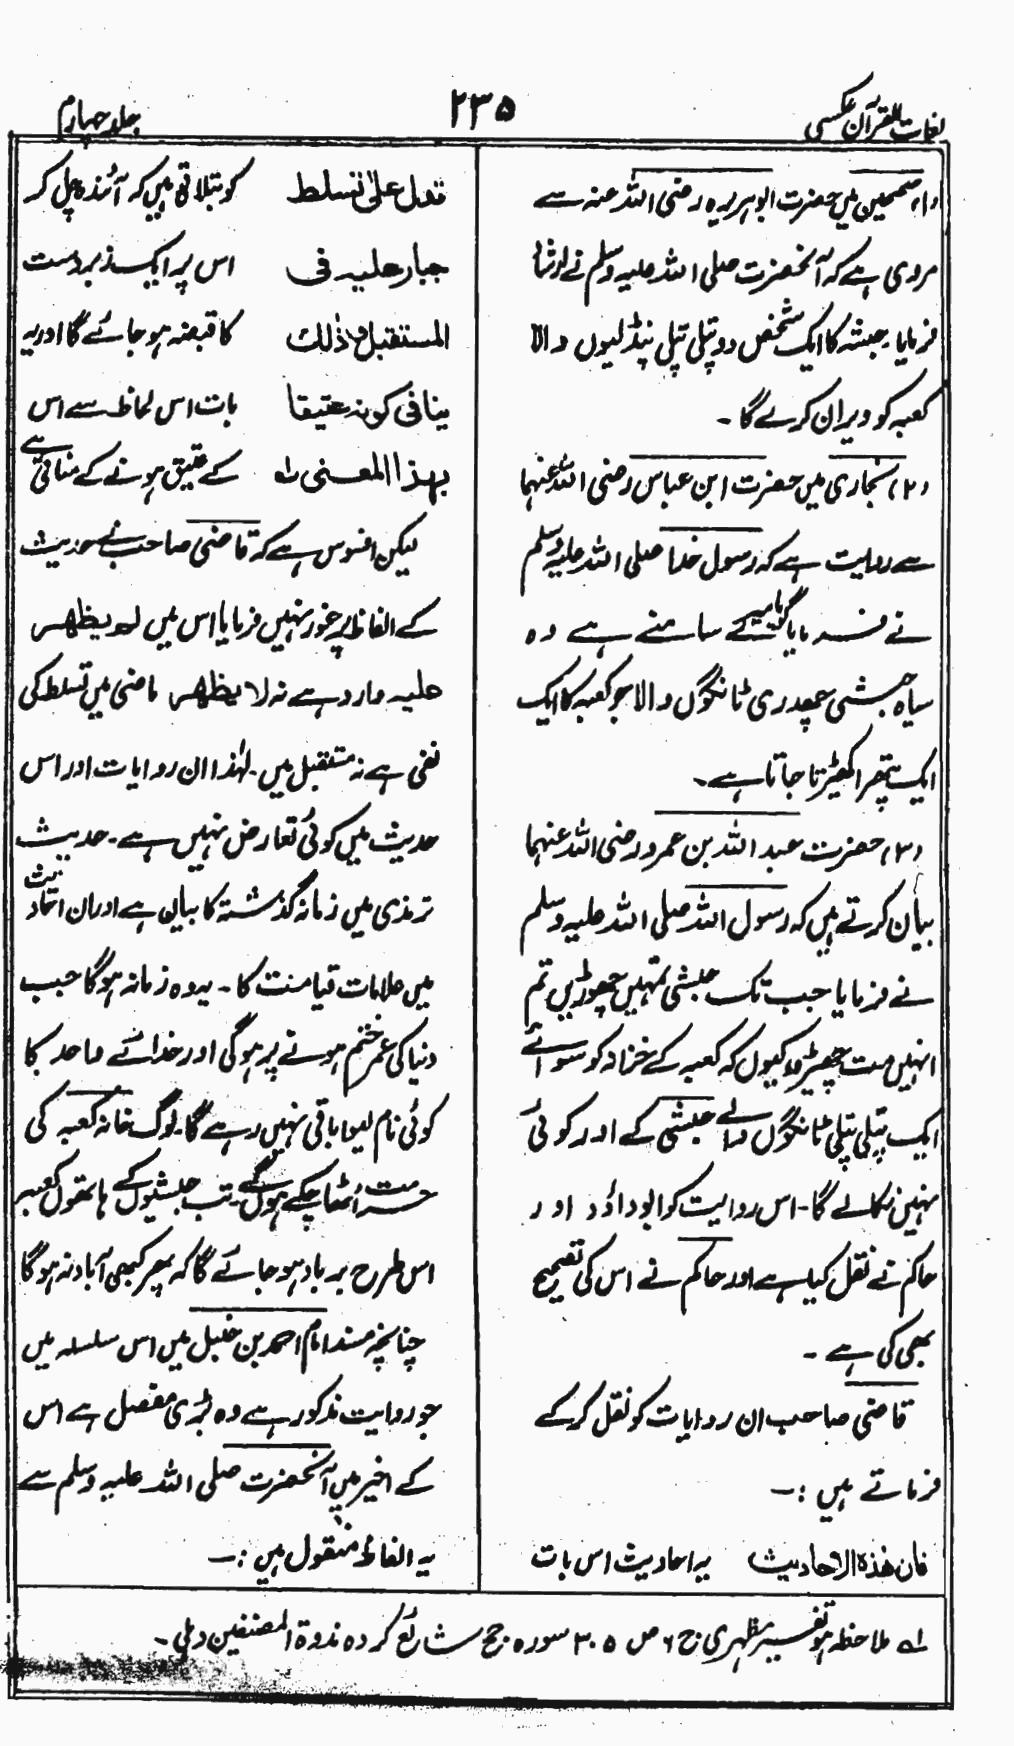 لغات القرآن عکسی
۲۳۵
جلد چہارم
(۱) صحیحین میں حضرت ابوہریرہ رضی اللہ عنہ سے
مروی ہے کہ آنحضرت صلی اللہ علیہ وسلم نے ارشاد
فرمایا۔ حبشہ کا ایک شخص دو پتلی پتلی پنڈلیوں والا
کعبہ کو ویران کرے گا۔
(۲) بخاری میں حضرت ابن عباس رضی اللہ عنہما
سے روایت ہے کہ رسول خدا صلی اللہ علیہ وسلم
نے فرمایا گویا میرے سامنے ہے وہ
سیاہ حبشی چھدری ٹانگوں والا جو کعبہ کا ایک
ایک پتھر اکھیڑتا جاتا ہے۔
(۳) حضرت عبد اللہ بن عمرو رضی اللہ عنہما
بیان کرتے ہیں کہ رسول اللہ صلی اللہ علیہ وسلم
نے فرمایا جب تک حبشی تمہیں چھوڑیں تم
انہیں مت چھیڑو کیوں کہ کعبہ کے خزانہ کو سوائے
ایک پتلی پتلی ٹانگوں والے حبشی کے اور کوئی
نہیں نکالے گا۔ اس روایت کو ابوداؤد اور
حاکم نے نقل کیا ہے اور حاکم نے اس کی تصحیح
بھی کی ہے۔
قاضی صاحب ان روایات کو نقل کرکے
فرماتے ہیں :۔
فان ھذہ الاحادیث یہ احادیث اس بات
تدل علیٰ تسلط کو بتلاتی ہیں کہ آئندہ چل کر
جبار علیہ فی اس پر ایک زبردست
المستقبل و ذٰلک کا قبضہ ہو جائے گا اور یہ
ینافی کونہ عتیقا بات اس لحاظ سے اس
بھذا المعنی لہ کے عتیق ہونے کے منافی ہے
لیکن افسوس ہے کہ قاضی صاحب نے حدیث
کے الفاظ پر غور نہیں فرمایا اس میں لم یظھر
علیہ وارد ہے نہ لا یظھر ماضی میں تسلط کی
نفی ہے نہ مستقبل میں۔ لہٰذا ان روایات اور اس
حدیث میں کوئی تعارض نہیں ہے۔ حدیث
ترمذی میں زمانہ گذشتہ کا بیان ہے اور ان احادیث
میں علامات قیامت کا۔ یہ وہ زمانہ ہوگا جب
دنیا کی عمر ختم ہونے پر ہوگی اور خدائے واحد کا
کوئی نام لیوا باقی نہیں رہے گا۔ لوگ خانہ کعبہ کی
حرمت اُٹھا چکے ہوں گے۔ تب حبشیوں کے ہاتھوں کعبہ
اس طرح برباد ہو جائے گا کہ پھر کبھی آباد نہ ہوگا
چنانچہ مسند امام احمد بن حنبل میں اس سلسلہ میں
جو روایت مذکور ہے وہ بڑی مفصل ہے اس
کے اخیر میں آنحضرت صلی اللہ علیہ وسلم سے
یہ الفاظ منقول ہیں :۔
لہ ملاحظہ ہو تفسیر مظہری ج ۶ ص ۳۰۵ سورہ حج شائع کردہ ندوۃ المصنفین دہلی۔